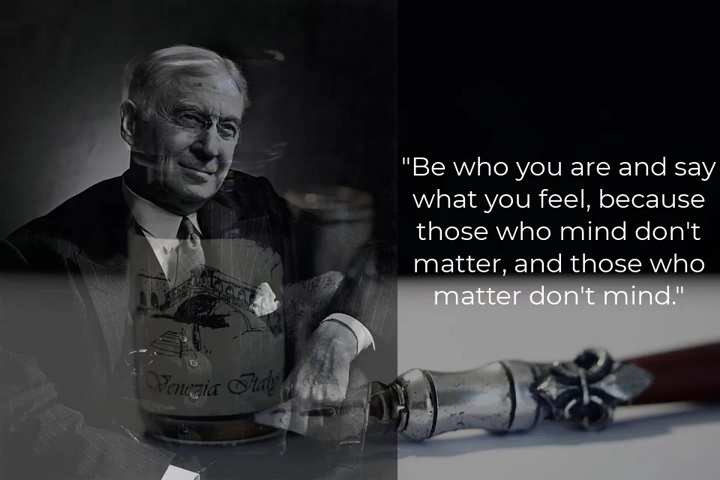 "Be who you are and say
what you feel, because
those who mind don't
matter, and those who
matter don't mind."
Venezia Italy